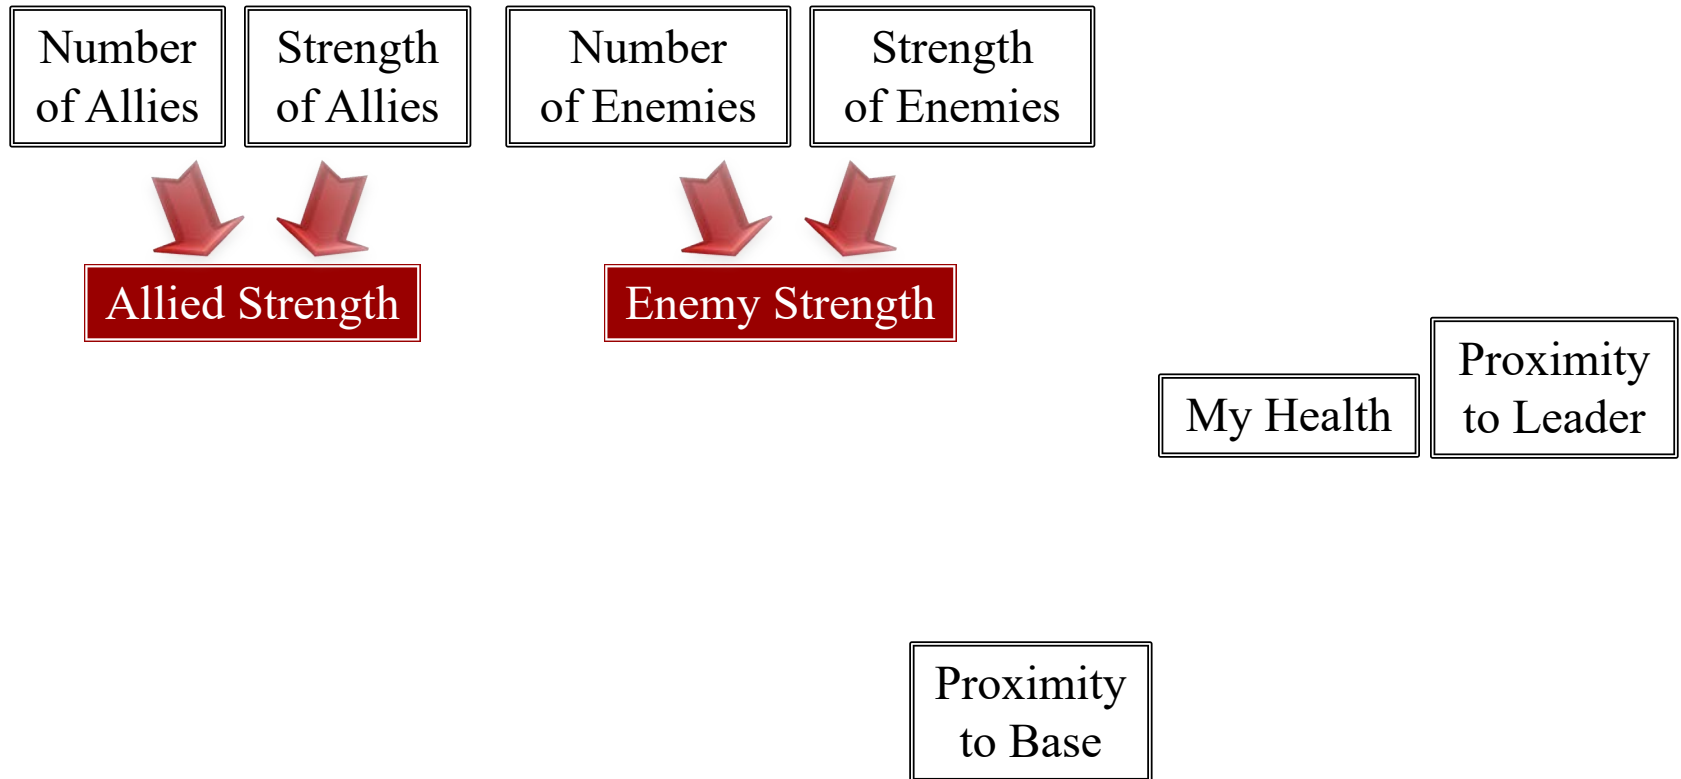 Number
of Allies
Strength
of Allies
Number
of Enemies
Strength
of Enemies
Allied Strength
Enemy Strength
My Health
Proximity
to Leader
Proximity
to Base